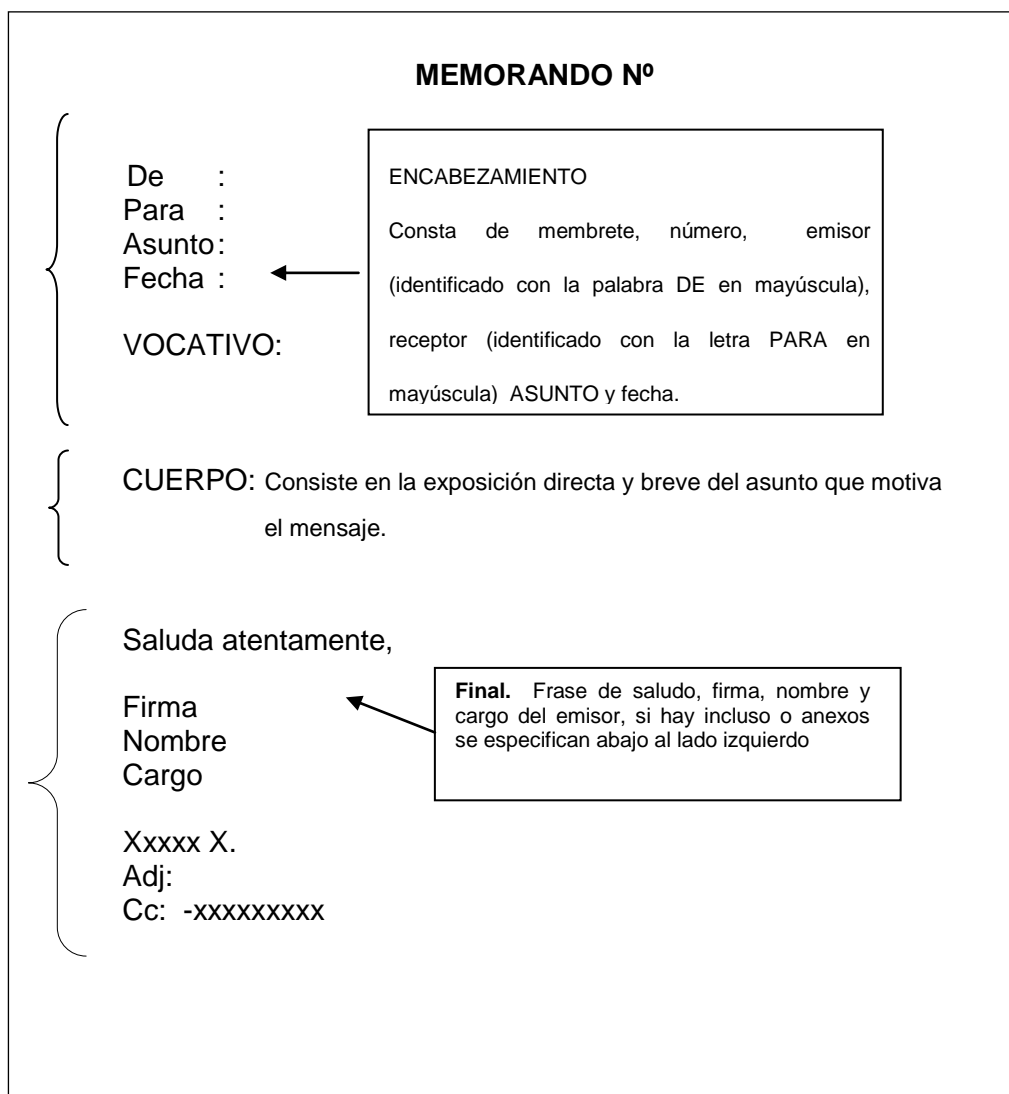 MEMORANDO Nº
De :
Para :
Asunto:
Fecha :
VOCATIVO:
ENCABEZAMIENTO
Consta de membrete, número, emisor
(identificado con la palabra DE en mayúscula),
receptor (identificado con la letra PARA en
mayúscula) ASUNTO y fecha.
CUERPO: Consiste en la exposición directa y breve del asunto que motiva
el mensaje.
Saluda atentamente,
Firma
Nombre
Cargo
Final. Frase de saludo, firma, nombre y
cargo del emisor, si hay incluso o anexos
se especifican abajo al lado izquierdo
Xxxxx X.
Adj:
Cc: -xxxxxxxxx